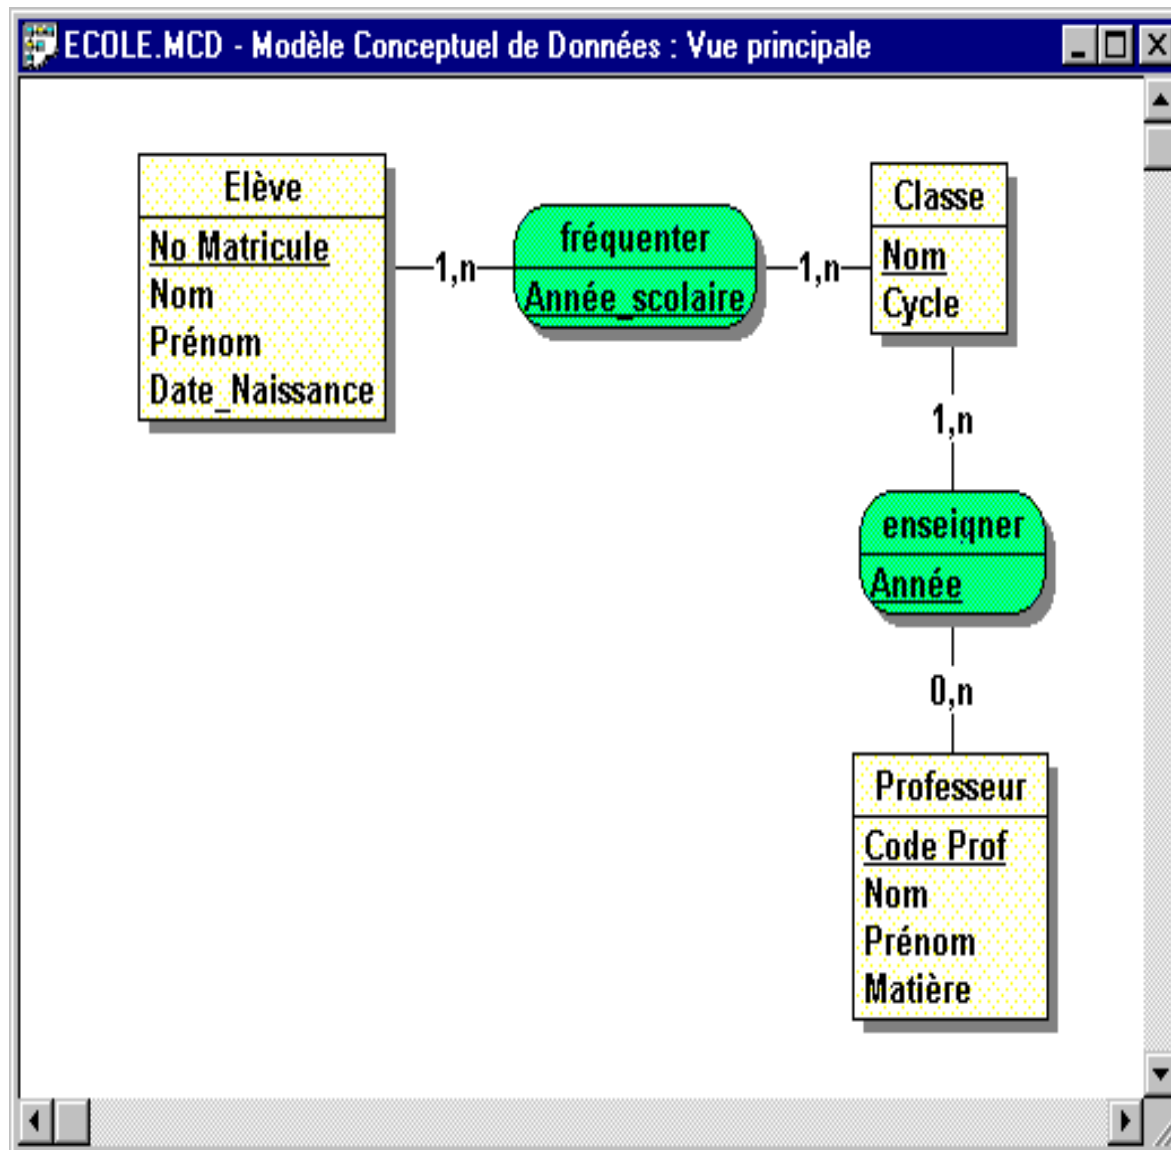 ECOLE.MCD - Modèle Conceptuel de Données : Vue principale
Elève
No Matricule
Nom
Prénom
Date_Naissance
1,n
fréquenter
Année_scolaire
1,n
Classe
Nom
Cycle
1,n
enseigner
Année
0,n
Professeur
Code Prof
Nom
Prénom
Matière